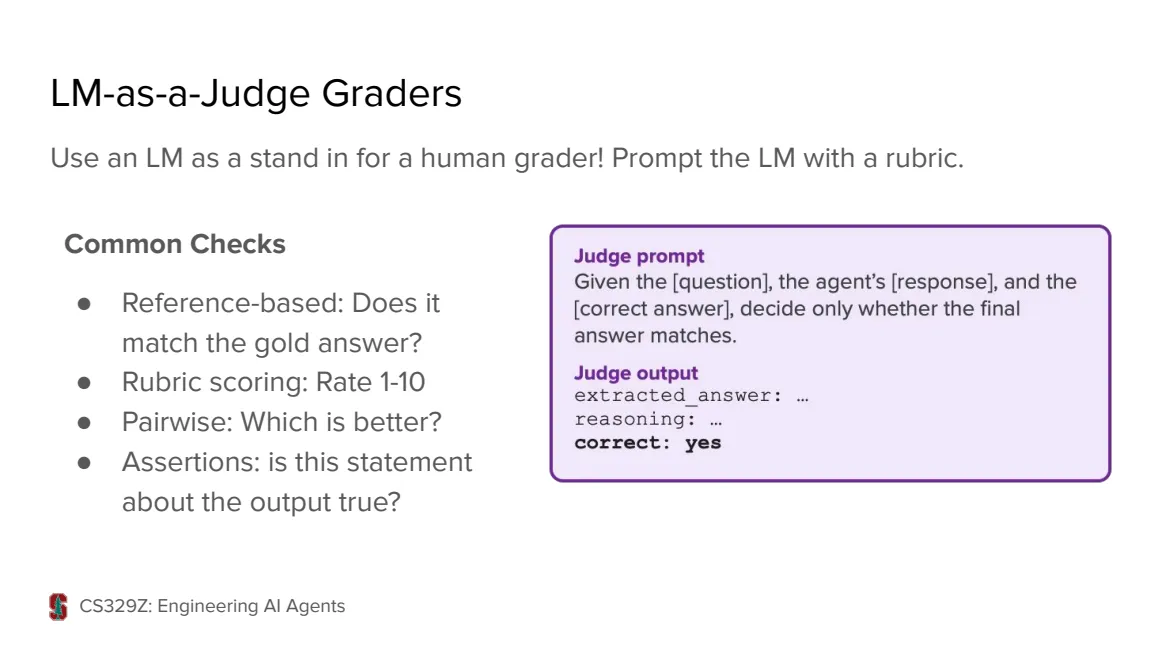 LM-as-a-Judge Graders
Use an LM as a stand in for a human grader! Prompt the LM with a rubric.
Common Checks
● Reference-based: Does it
match the gold answer?
● Rubric scoring: Rate 1-10
● Pairwise: Which is better?
● Assertions: is this statement
about the output true?
Judge prompt
Given the [question], the agent’s [response], and the
[correct answer], decide only whether the final
answer matches.
Judge output
extracted_answer: …
reasoning: …
correct: yes
CS329Z: Engineering AI Agents